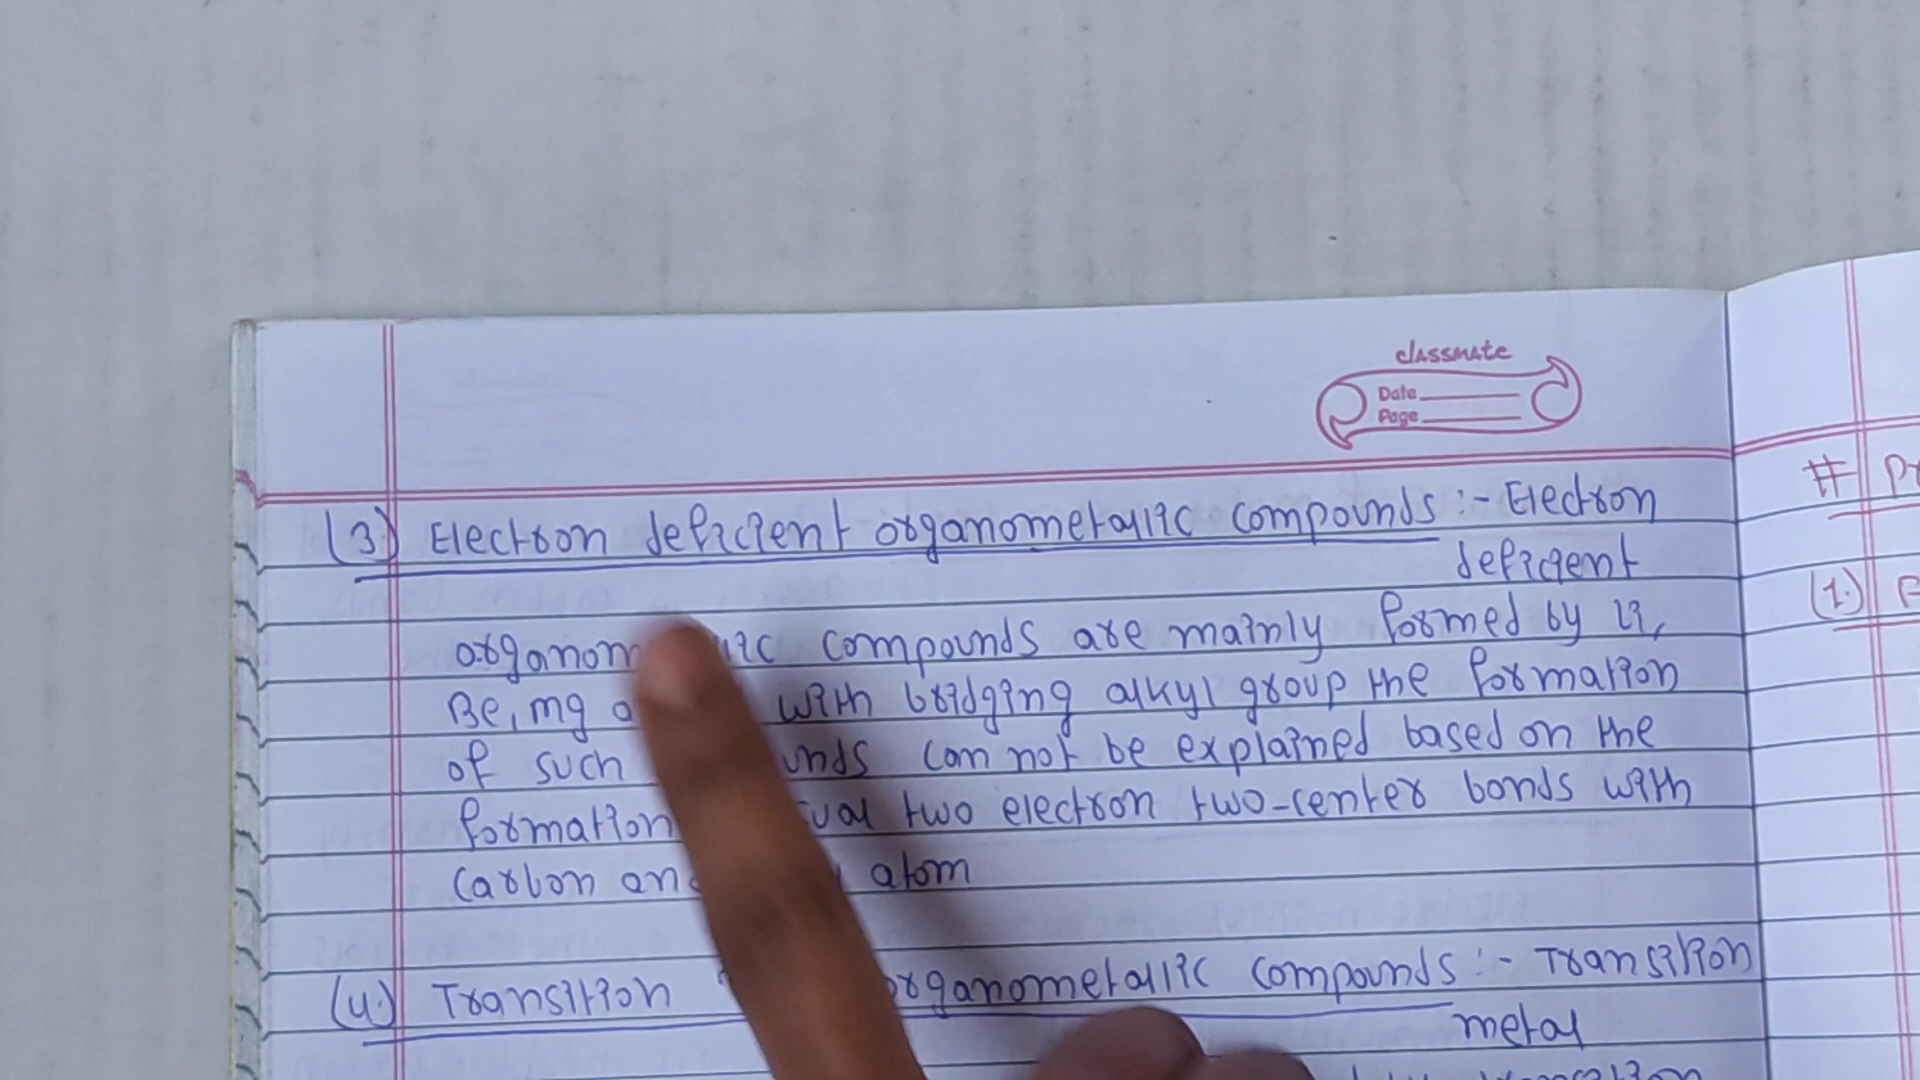 classmate
Date
Page
(3.) Electron deficient organometallic compounds :- Electron
deficient
compounds are mainly formed by Li,
Be, mg with bridging alkyl group the formation
of such can not be explained based on the
formation two electron two-center bonds with
carbon atom
(4.) Transition organometallic compounds :- Transition
metal
#
(1.)